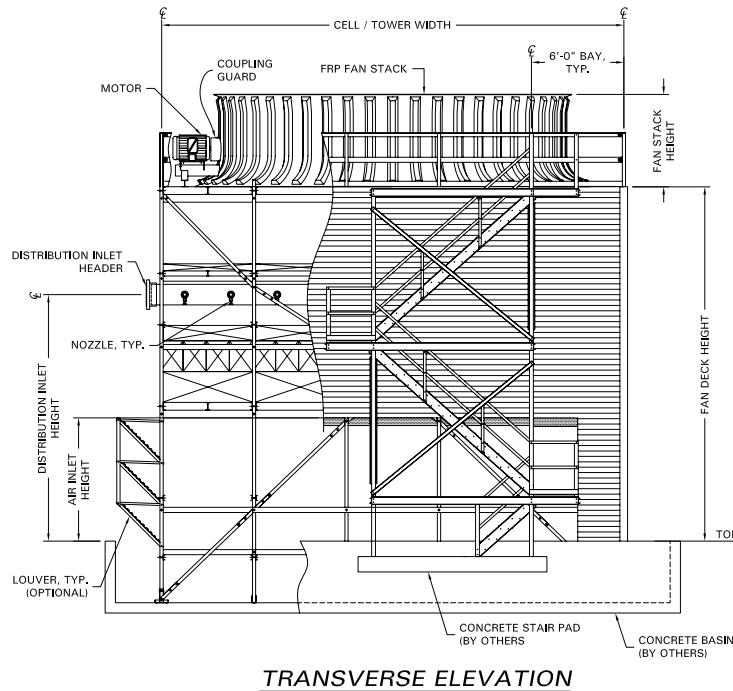 ℄
CELL / TOWER WIDTH
℄
℄
6'-0" BAY,
TYP.
COUPLING
GUARD
FRP FAN STACK
MOTOR
FAN STACK
HEIGHT
DISTRIBUTION INLET
HEADER
℄
NOZZLE, TYP.
DISTRIBUTION INLET
HEIGHT
AIR INLET
HEIGHT
FAN DECK HEIGHT
TO
LOUVER, TYP.
(OPTIONAL)
CONCRETE STAIR PAD
(BY OTHERS
CONCRETE BASIN
(BY OTHERS)
TRANSVERSE ELEVATION